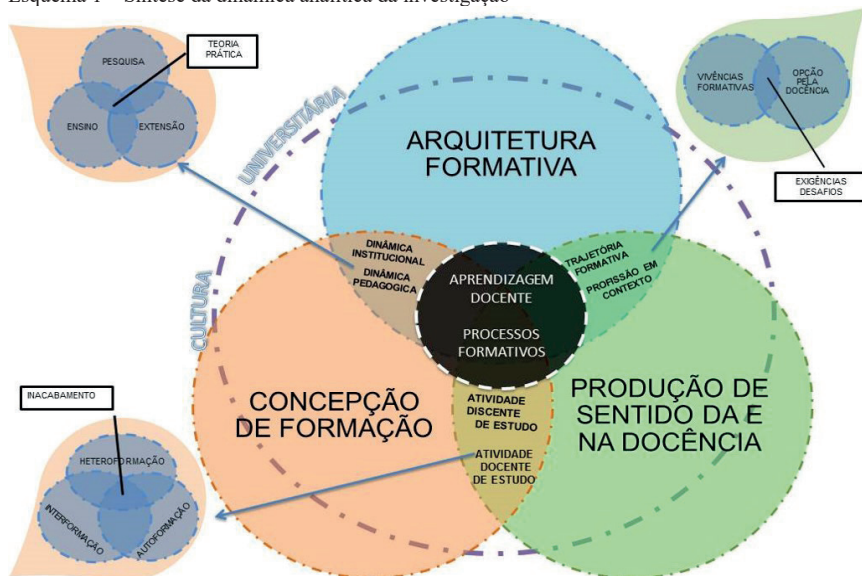 Esquema 1 – Síntese da dinâmica analítica da investigação
TEORIA
PRÁTICA
PESQUISA
ENSINO
EXTENSÃO
VIVÊNCIAS
FORMATIVAS
OPÇÃO
PELA
DOCÊNCIA
EXIGÊNCIAS
DESAFIOS
UNIVERSITÁRIA
CULTURA
ARQUITETURA
FORMATIVA
DINÂMICA
INSTITUCIONAL
DINÂMICA
PEDAGOGICA
TRAJETÓRIA
FORMATIVA
PROFISSÃO EM
CONTEXTO
APRENDIZAGEM
DOCENTE
PROCESSOS
FORMATIVOS
CONCEPÇÃO
DE FORMAÇÃO
PRODUÇÃO DE
SENTIDO DA E
NA DOCÊNCIA
ATIVIDADE
DISCENTE
DE ESTUDO
ATIVIDADE
DOCENTE
DE ESTUDO
INACABAMENTO
HETEROFORMAÇÃO
INTERFORMAÇÃO
AUTOFORMAÇÃO